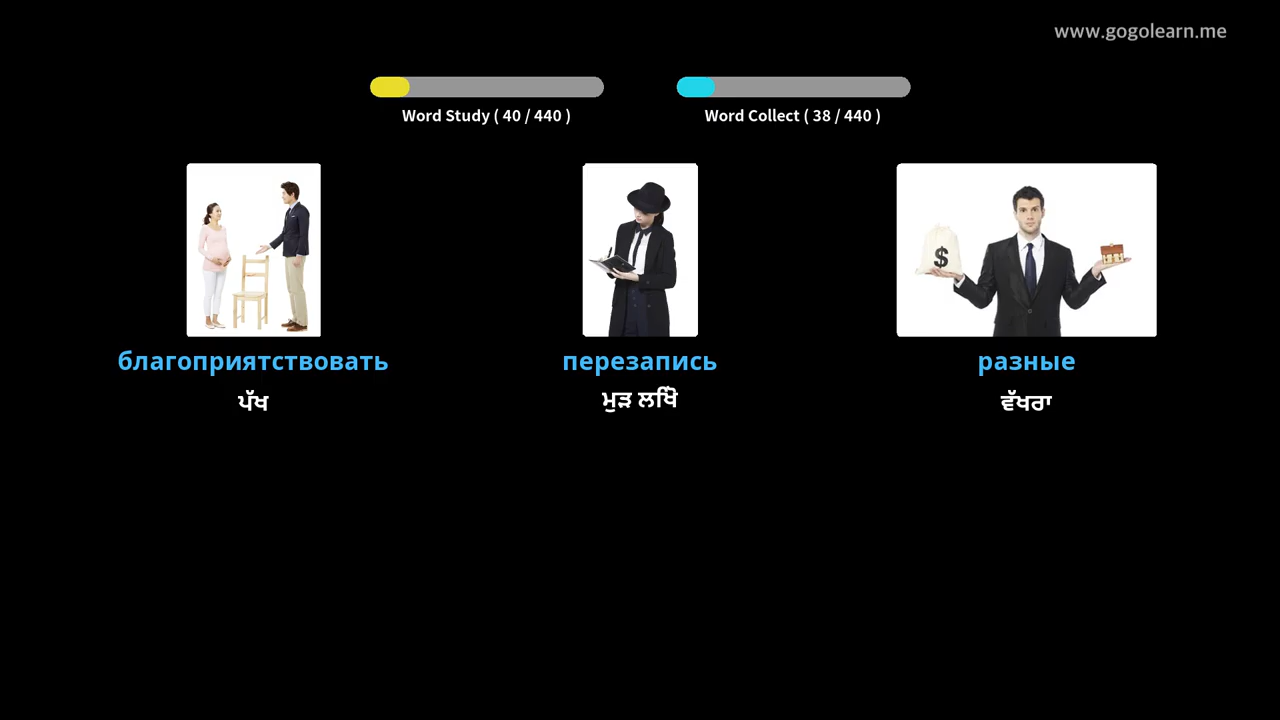 www.gogolearn.me
Word Study ( 40 / 440 )
Word Collect ( 38 / 440 )
благоприятствовать
перезапись
разные
ਪੱਖ
ਮੁੜ ਲਖਿੋ
ਵੱਖਰਾ
$